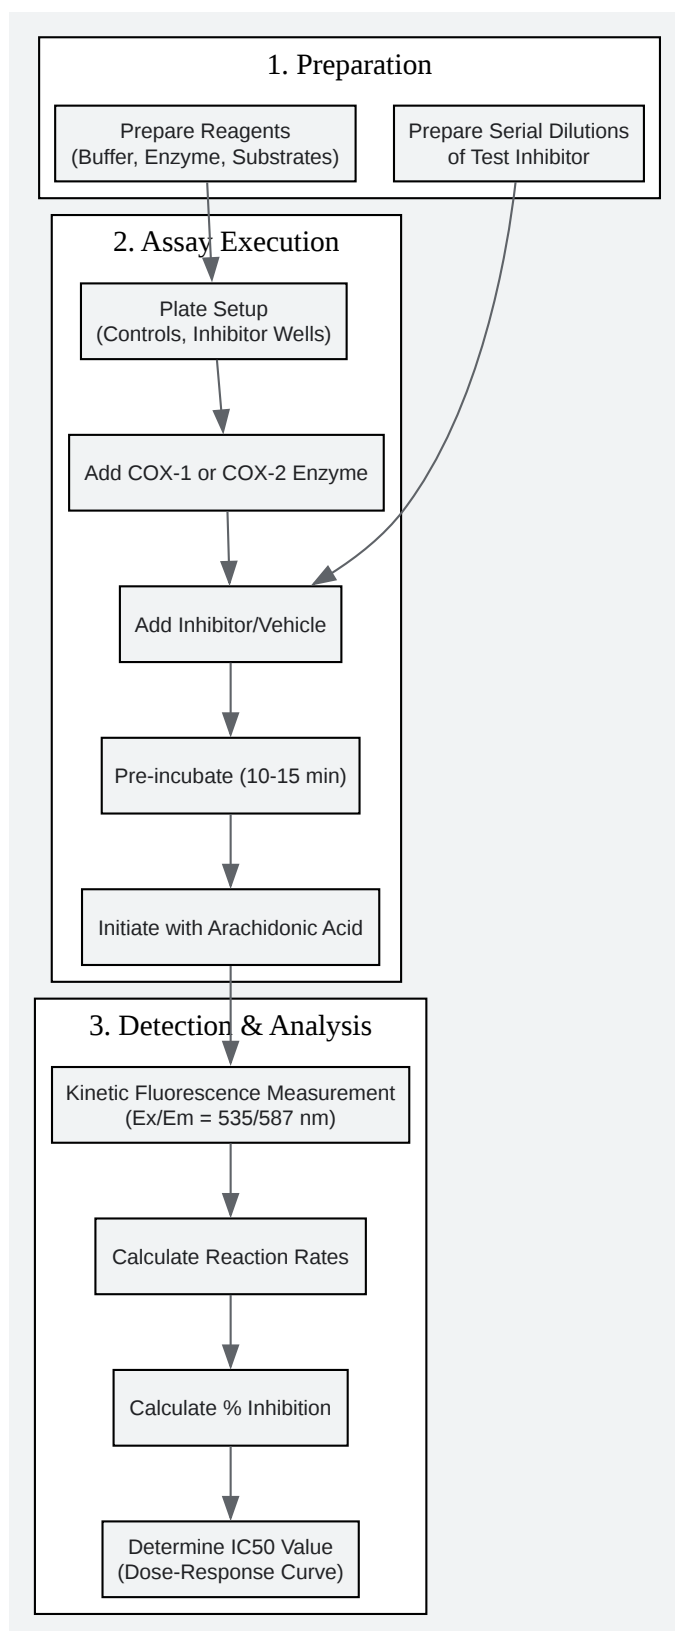 1. Preparation
Prepare Reagents
(Buffer, Enzyme, Substrates)
Prepare Serial Dilutions
of Test Inhibitor
2. Assay Execution
Plate Setup
(Controls, Inhibitor Wells)
Add COX-1 or COX-2 Enzyme
Add Inhibitor/Vehicle
Pre-incubate (10-15 min)
Initiate with Arachidonic Acid
3. Detection & Analysis
Kinetic Fluorescence Measurement
(Ex/Em = 535/587 nm)
Calculate Reaction Rates
Calculate % Inhibition
Determine IC50 Value
(Dose-Response Curve)